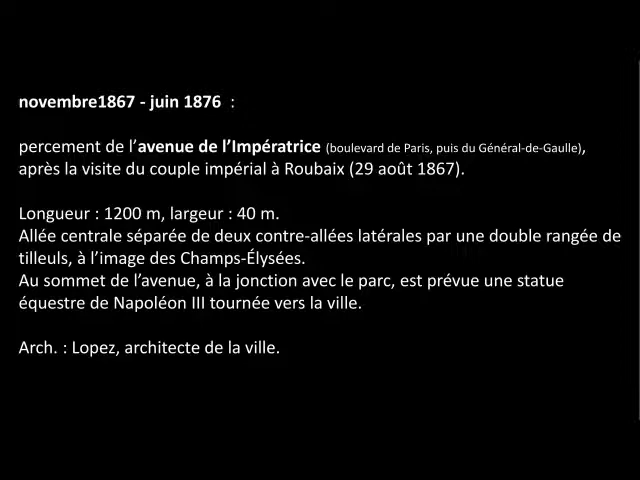 novembre1867 - juin 1876  :
percement de l’avenue de l’Impératrice (boulevard de Paris, puis du Général-de-Gaulle),
après la visite du couple impérial à Roubaix (29 août 1867).
Longueur : 1200 m, largeur : 40 m.
Allée centrale séparée de deux contre-allées latérales par une double rangée de
tilleuls, à l’image des Champs-Élysées.
Au sommet de l’avenue, à la jonction avec le parc, est prévue une statue
équestre de Napoléon III tournée vers la ville.
Arch. : Lopez, architecte de la ville.